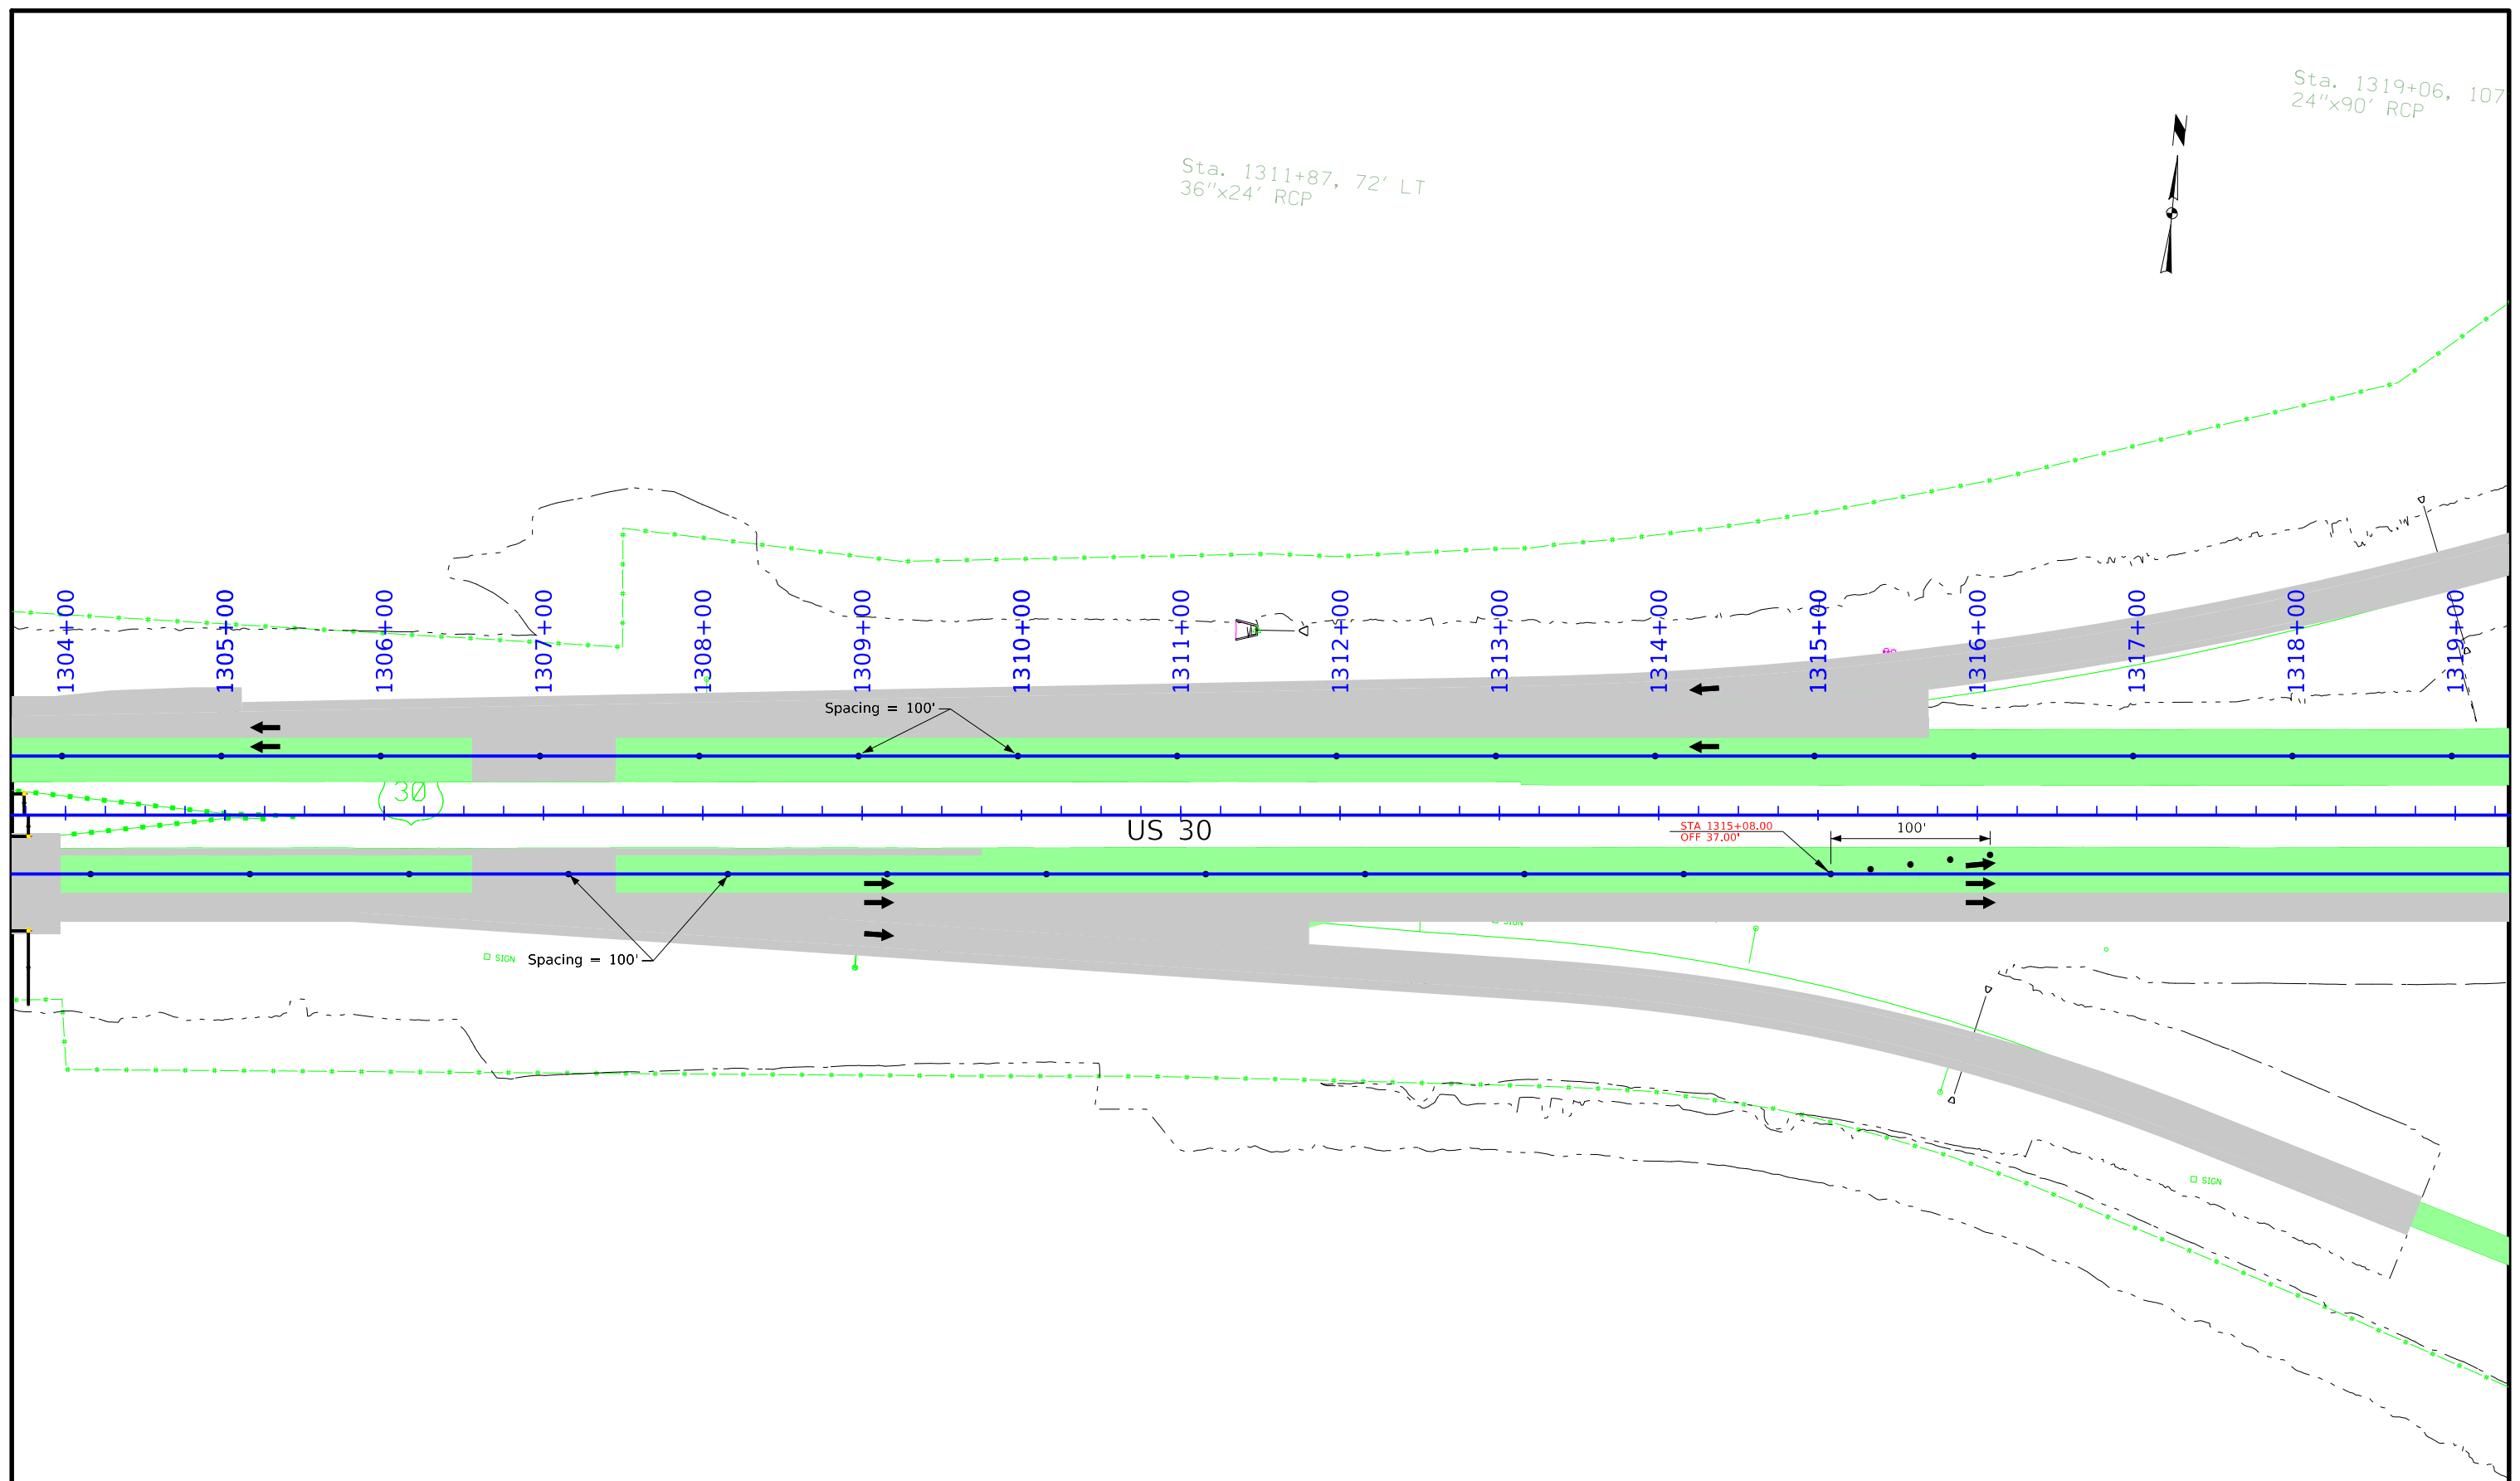 Sta. 1319+06, 107
24"x90' RCP
N
Sta. 1311+87, 72' LT
36"x24' RCP
1304+00
1305+00
1306+00
1307+00
1308+00
1309+00
1310+00
1311+00
1312+00
1313+00
1314+00
1315+00
1316+00
1317+00
1318+00
1319+00
Spacing = 100'
30
US 30
STA 1315+08.00
OFF 37.00'
100'
SIGN
SIGN
Spacing = 100'
SIGN